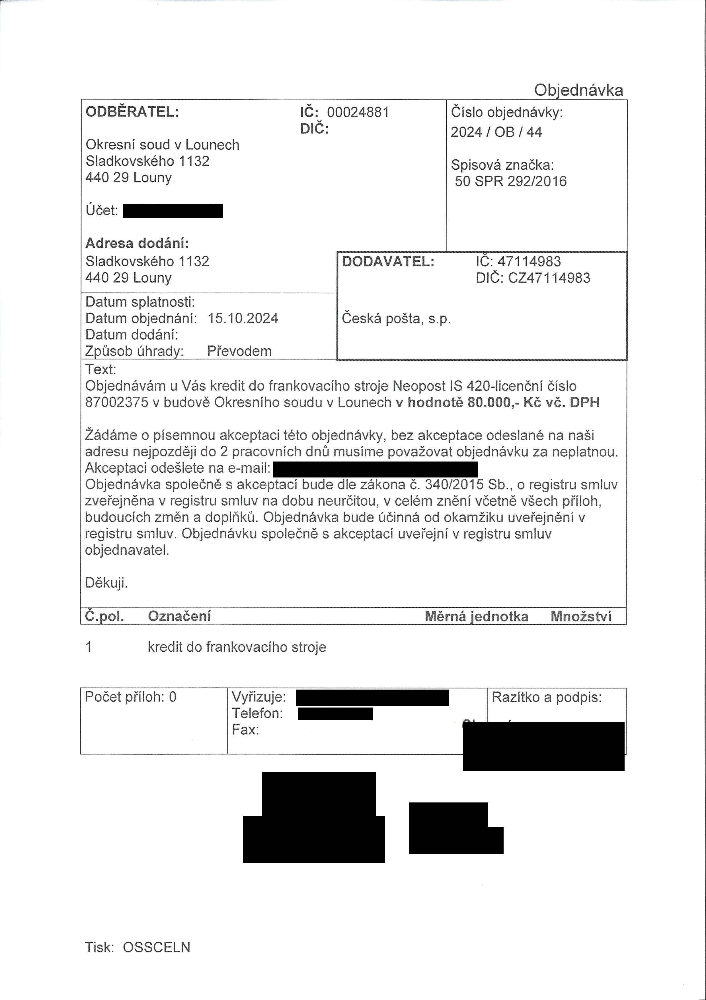 Objednávka
ODBĚRATEL: IČ: 00024881
DIČ:
Číslo objednávky:
2024 / OB / 44
Okresní soud v Lounech
Sladkovského 1132
440 29 Louny
Spisová značka:
50 SPR 292/2016
Účet:
Adresa dodání:
Sladkovského 1132
440 29 Louny
DODAVATEL: IČ: 47114983
DIČ: CZ47114983
Česká pošta, s.p.
Datum splatnosti:
Datum objednání: 15.10.2024
Datum dodání:
Způsob úhrady: Převodem
Text:
Objednávám u Vás kredit do frankovacího stroje Neopost IS 420-licenční číslo
87002375 v budově Okresního soudu v Lounech v hodnotě 80.000,- Kč vč. DPH
Žádáme o písemnou akceptaci této objednávky, bez akceptace odeslané na naši
adresu nejpozději do 2 pracovních dnů musíme považovat objednávku za neplatnou.
Akceptaci odešlete na e-mail:
Objednávka společně s akceptací bude dle zákona č. 340/2015 Sb., o registru smluv
zveřejněna v registru smluv na dobu neurčitou, v celém znění včetně všech příloh,
budoucích změn a doplňků. Objednávka bude účinná od okamžiku uveřejnění v
registru smluv. Objednávku společně s akceptací uveřejní v registru smluv
objednavatel.
Děkuji.
Č.pol. Označení Měrná jednotka Množství
1 kredit do frankovacího stroje
Počet příloh: 0
Vyřizuje:
Telefon:
Fax:
Razítko a podpis:
Tisk: OSSCELN